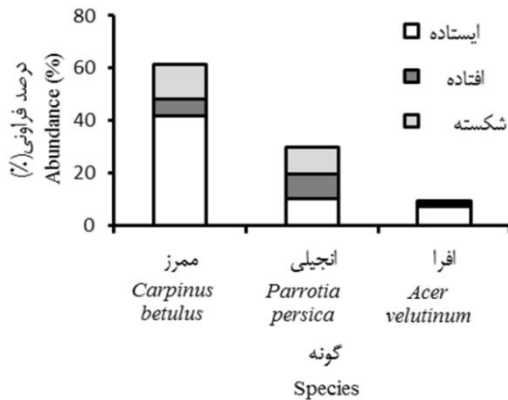 80
60
40
20
0
درصد فراونی(%)
Abundance (%)
ایستاده
افتاده
شکسته
ممرز
انجیلی
افرا
Carpinus
betulus
Parrotia
persica
Acer
velutinum
گونه
Species